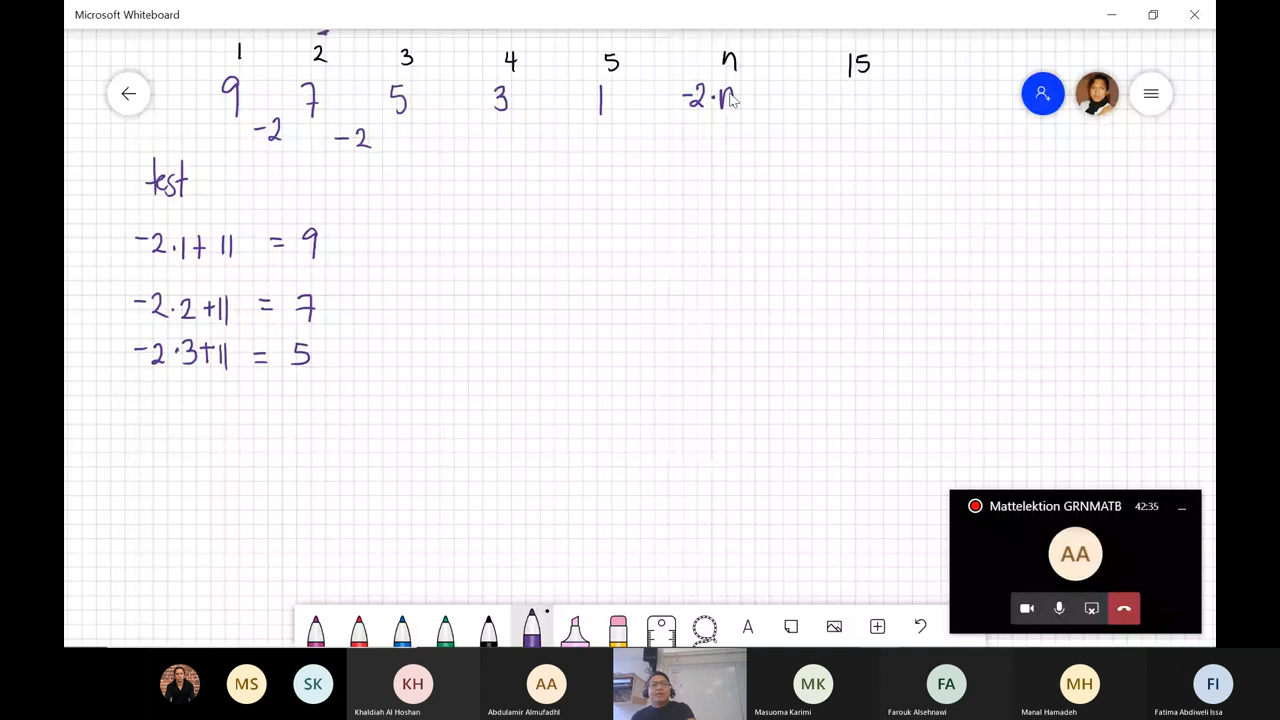 Microsoft Whiteboard
1 2 3 4 5 n 15
9 7 5 3 1 -2·n
-2 -2
test
-2·1+11 = 9
-2·2+11 = 7
-2·3+11 = 5
Mattelektion GRNMATB 42:35
AA
A
MS SK KH AA MK FA MH FI
Khaldiah Al Hoshan Abdulamir Almufadhl Masuoma Karimi Farouk Alsehnawi Manal Hamadeh Fatima Abdiweli Issa